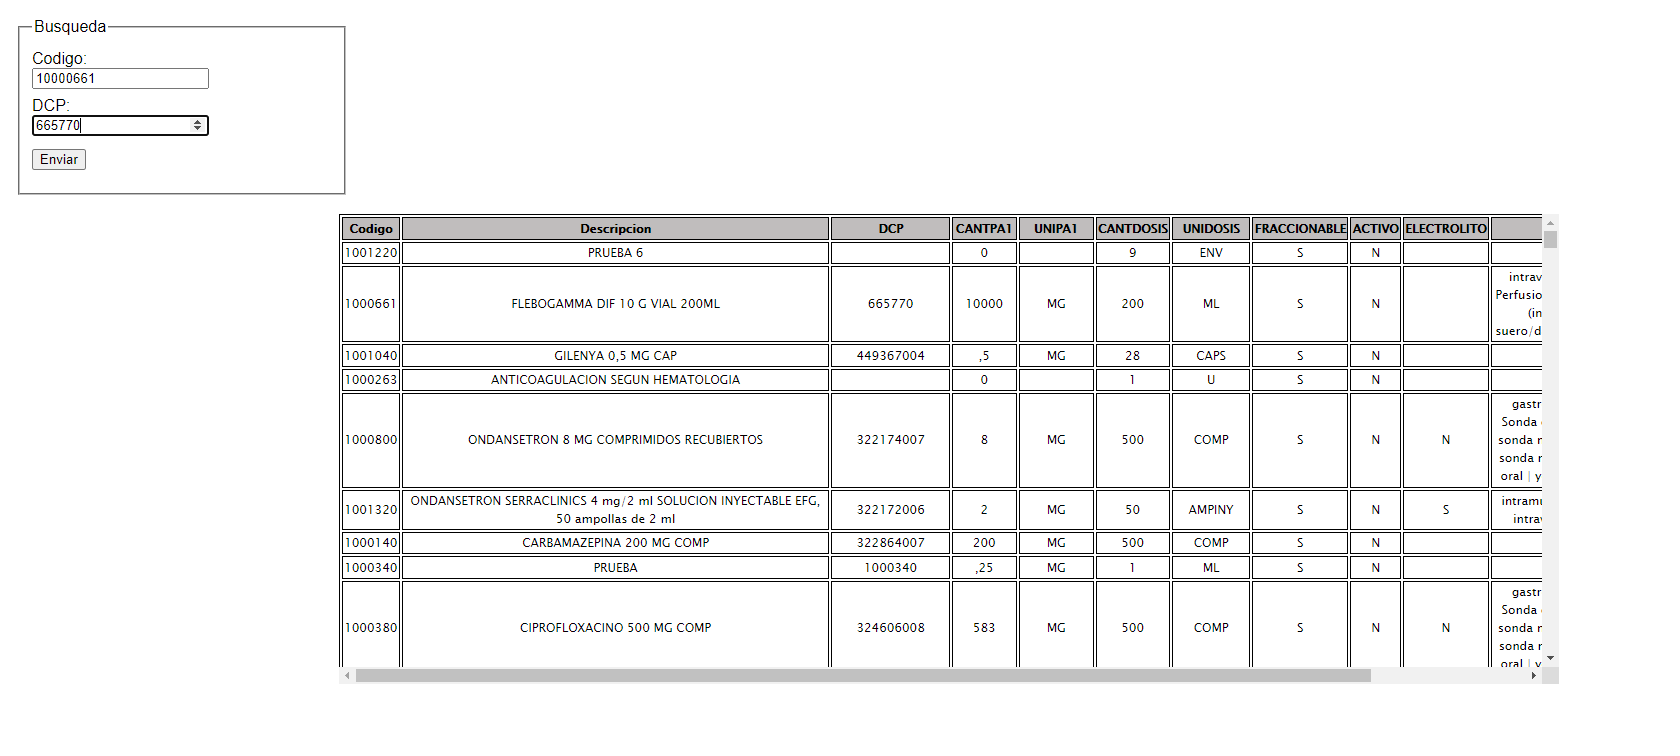 Busqueda
Codigo:
10000661
DCP:
665770
Enviar
Codigo Descripcion DCP CANTPA1 UNIPA1 CANTDOSIS UNIDOSIS FRACCIONABLE ACTIVO ELECTROLITO
1001220 PRUEBA 6 0 9 ENV S N
1000661 FLEBOGAMMA DIF 10 G VIAL 200ML 665770 10000 MG 200 ML S N
intrav
Perfusio
(in
suero/d
1001040 GILENYA 0,5 MG CAP 449367004 ,5 MG 28 CAPS S N
1000263 ANTICOAGULACION SEGUN HEMATOLOGIA 0 1 U S N
1000800 ONDANSETRON 8 MG COMPRIMIDOS RECUBIERTOS 322174007 8 MG 500 COMP S N N
gastr
Sonda
sonda r
sonda r
oral | y
1001320 ONDANSETRON SERRACLINICS 4 mg/2 ml SOLUCION INYECTABLE EFG,
50 ampollas de 2 ml 322172006 2 MG 50 AMPINY S N S
intramu
intrav
1000140 CARBAMAZEPINA 200 MG COMP 322864007 200 MG 500 COMP S N
1000340 PRUEBA 1000340 ,25 MG 1 ML S N
1000380 CIPROFLOXACINO 500 MG COMP 324606008 583 MG 500 COMP S N N
gastr
Sonda
sonda r
sonda r
oral | y